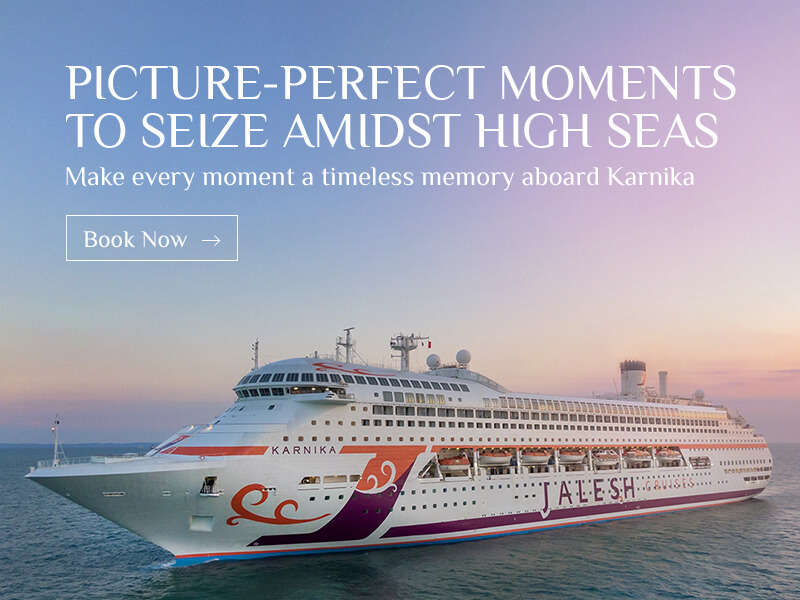 PICTURE-PERFECT MOMENTS
TO SEIZE AMIDST HIGH SEAS
Make every moment a timeless memory aboard Karnika
Book Now →
KARNIKA
JALESH CRUISES